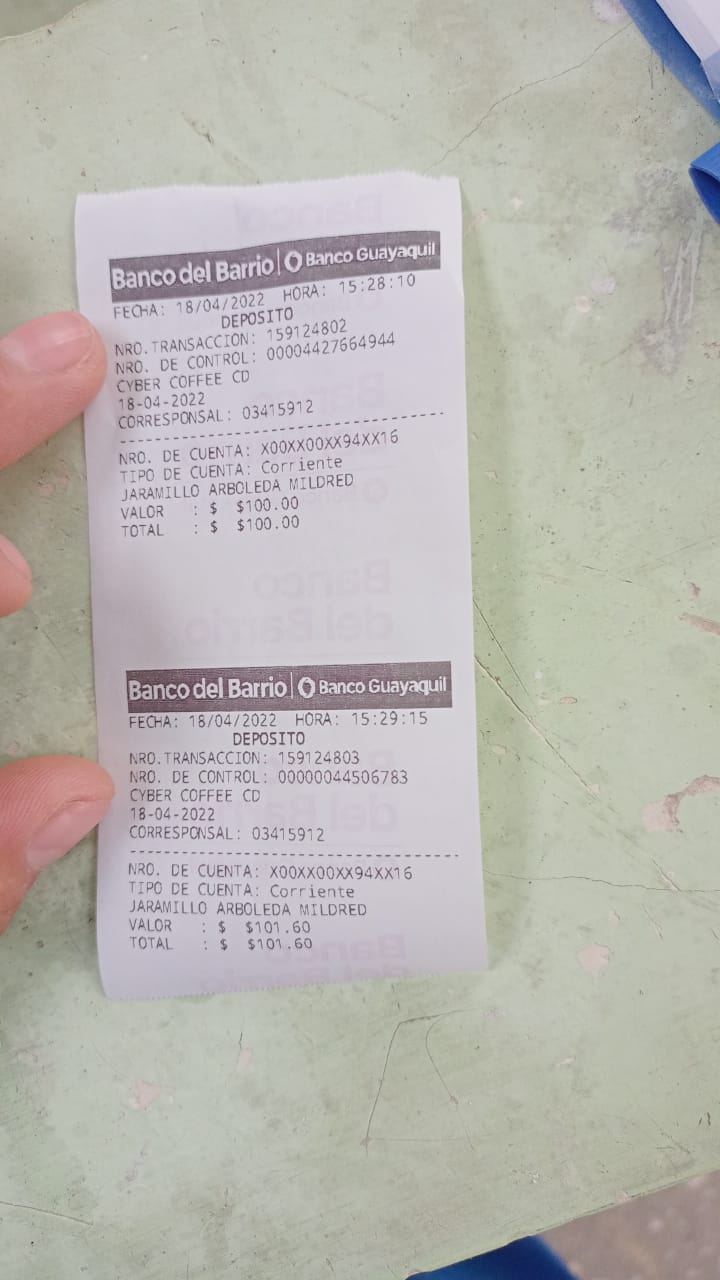 Banco del Barrio | Banco Guayaquil
FECHA: 18/04/2022 HORA: 15:28:10
DEPOSITO
NRO.TRANSACCION: 159124802
NRO. DE CONTROL: 00004427664944
CYBER COFFEE CD
18-04-2022
CORRESPONSAL: 03415912
NRO. DE CUENTA: X00XX00XX94XX16
TIPO DE CUENTA: Corriente
JARAMILLO ARBOLEDA MILDRED
VALOR : $ $100.00
TOTAL : $ $100.00
Banco del Barrio | Banco Guayaquil
FECHA: 18/04/2022 HORA: 15:29:15
DEPOSITO
NRO.TRANSACCION: 159124803
NRO. DE CONTROL: 00000044506783
CYBER COFFEE CD
18-04-2022
CORRESPONSAL: 03415912
NRO. DE CUENTA: X00XX00XX94XX16
TIPO DE CUENTA: Corriente
JARAMILLO ARBOLEDA MILDRED
VALOR : $ $101.60
TOTAL : $ $101.60